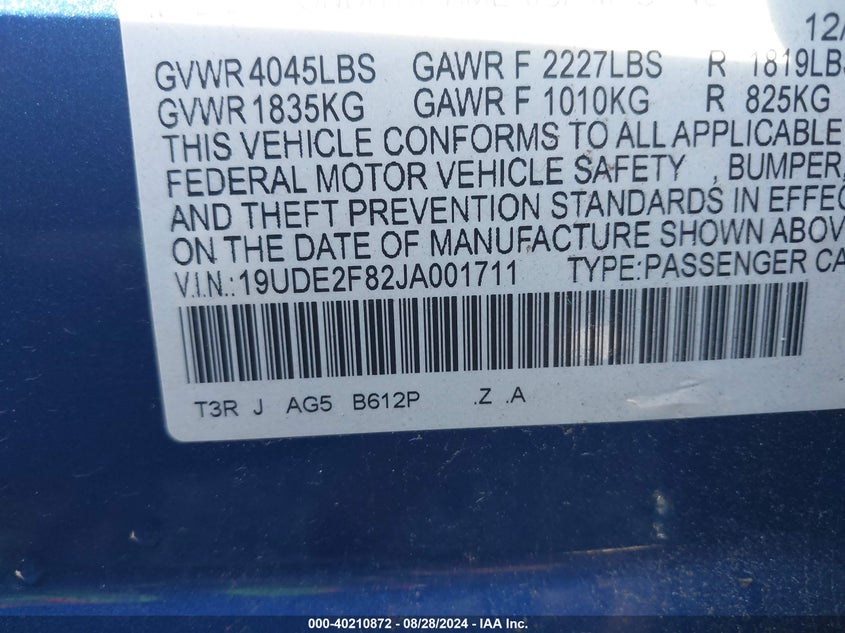 12/
GVWR 4045LBS GAWR F 2227LBS R 1819LBS
GVWR 1835KG GAWR F 1010KG R 825KG
THIS VEHICLE CONFORMS TO ALL APPLICABLE
FEDERAL MOTOR VEHICLE SAFETY , BUMPER,
AND THEFT PREVENTION STANDARDS IN EFFEC
ON THE DATE OF MANUFACTURE SHOWN ABOV
V.I.N.: 19UDE2F82JA001711 TYPE:PASSENGER CA
T3R J AG5 B612P .Z .A
000-40210872 / 08/28/2024 - IAA Inc.